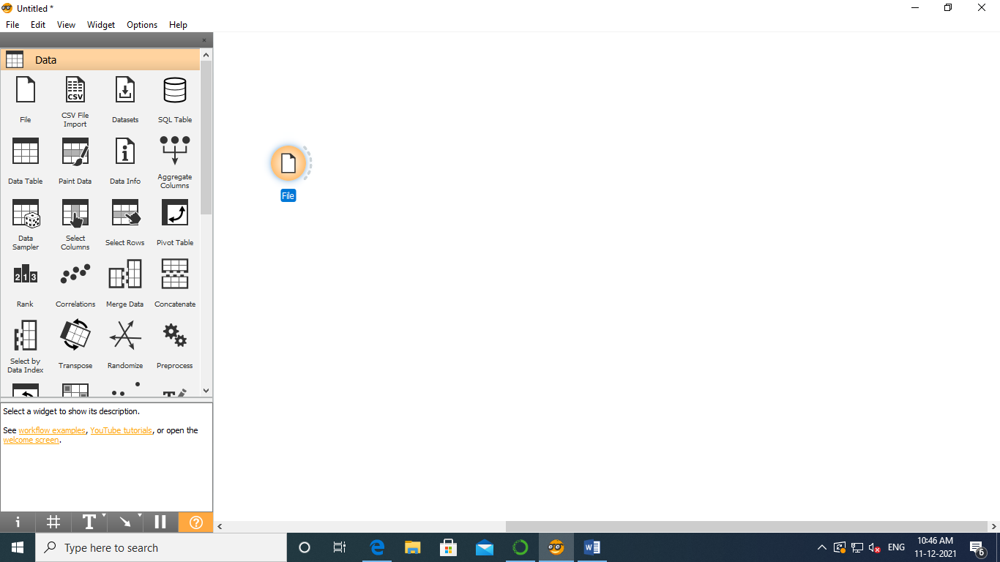 Untitled *
File Edit View Widget Options Help
Data
File
CSV File
Import
Datasets
SQL Table
Data Table
Paint Data
Data Info
Aggregate
Columns
Data
Sampler
Select
Columns
Select Rows
Pivot Table
Rank
Correlations
Merge Data
Concatenate
Select by
Data Index
Transpose
Randomize
Preprocess
File
Select a widget to show its description.
See workflow examples, YouTube tutorials, or open the
welcome screen.
Type here to search
ENG
10:46 AM
11-12-2021
6